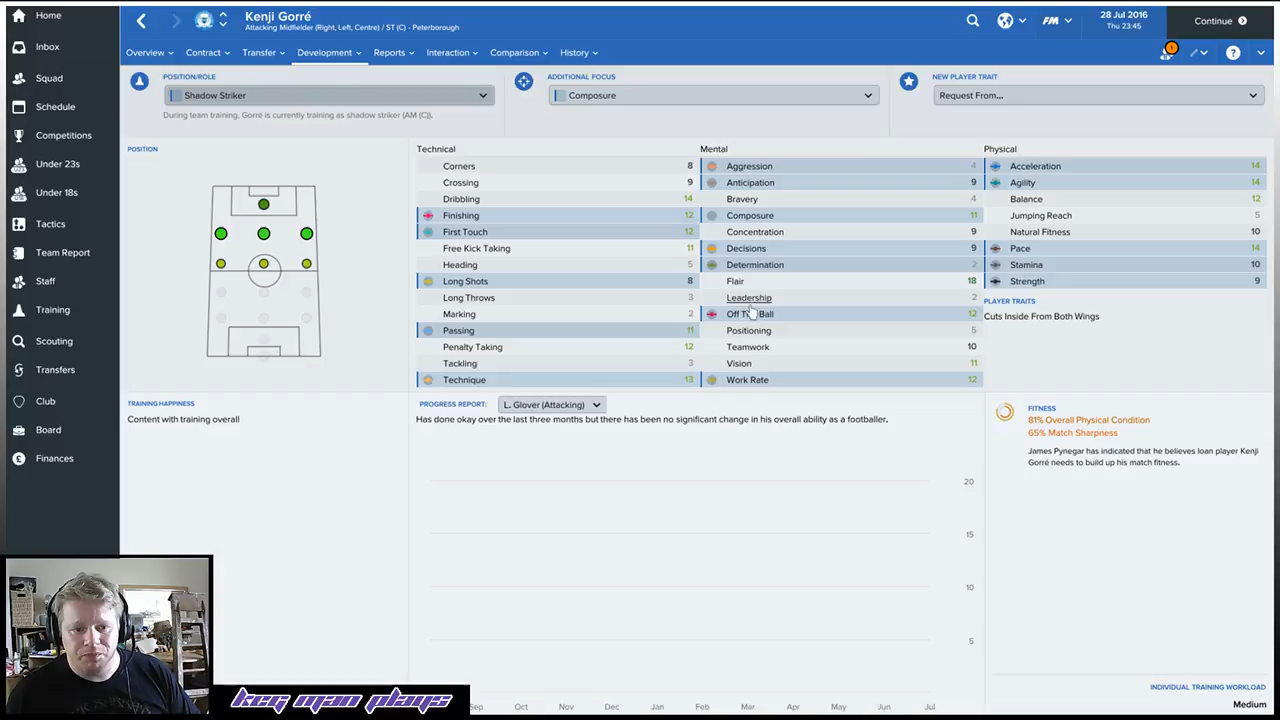 Home
Inbox
Squad
Schedule
Competitions
Under 23s
Under 18s
Tactics
Team Report
Staff
Training
Scouting
Transfers
Club
Board
Finances
Kenji Gorré
Attacking Midfielder (Right, Left, Centre) / ST (C) - Peterborough
FM
28 Jul 2016
Thu 23:45
Continue
Overview
Contract
Transfer
Development
Reports
Interaction
Comparison
History
POSITION/ROLE
Shadow Striker
During team training, Gorré is currently training as shadow striker (AM (C)).
ADDITIONAL FOCUS
Composure
NEW PLAYER TRAIT
Request From...
POSITION
Technical
Corners 8
Crossing 9
Dribbling 14
Finishing 12
First Touch 12
Free Kick Taking 11
Heading 5
Long Shots 8
Long Throws 3
Marking 2
Passing 11
Penalty Taking 12
Tackling 3
Technique 13
Mental
Aggression 4
Anticipation 9
Bravery 4
Composure 11
Concentration 9
Decisions 9
Determination 2
Flair 18
Leadership 2
Off Ball 12
Positioning 5
Teamwork 10
Vision 11
Work Rate 12
Physical
Acceleration 14
Agility 14
Balance 12
Jumping Reach 5
Natural Fitness 10
Pace 14
Stamina 10
Strength 9
PLAYER TRAITS
Cuts Inside From Both Wings
TRAINING HAPPINESS
Content with training overall
PROGRESS REPORT: L. Glover (Attacking)
Has done okay over the last three months but there has been no significant change in his overall ability as a footballer.
20
15
10
5
Sep Oct Nov Dec Jan Feb Mar Apr May Jun Jul
FITNESS
81% Overall Physical Condition
65% Match Sharpness
James Pynegar has indicated that he believes loan player Kenji
Gorré needs to build up his match fitness.
INDIVIDUAL TRAINING WORKLOAD
Medium
keg man plays